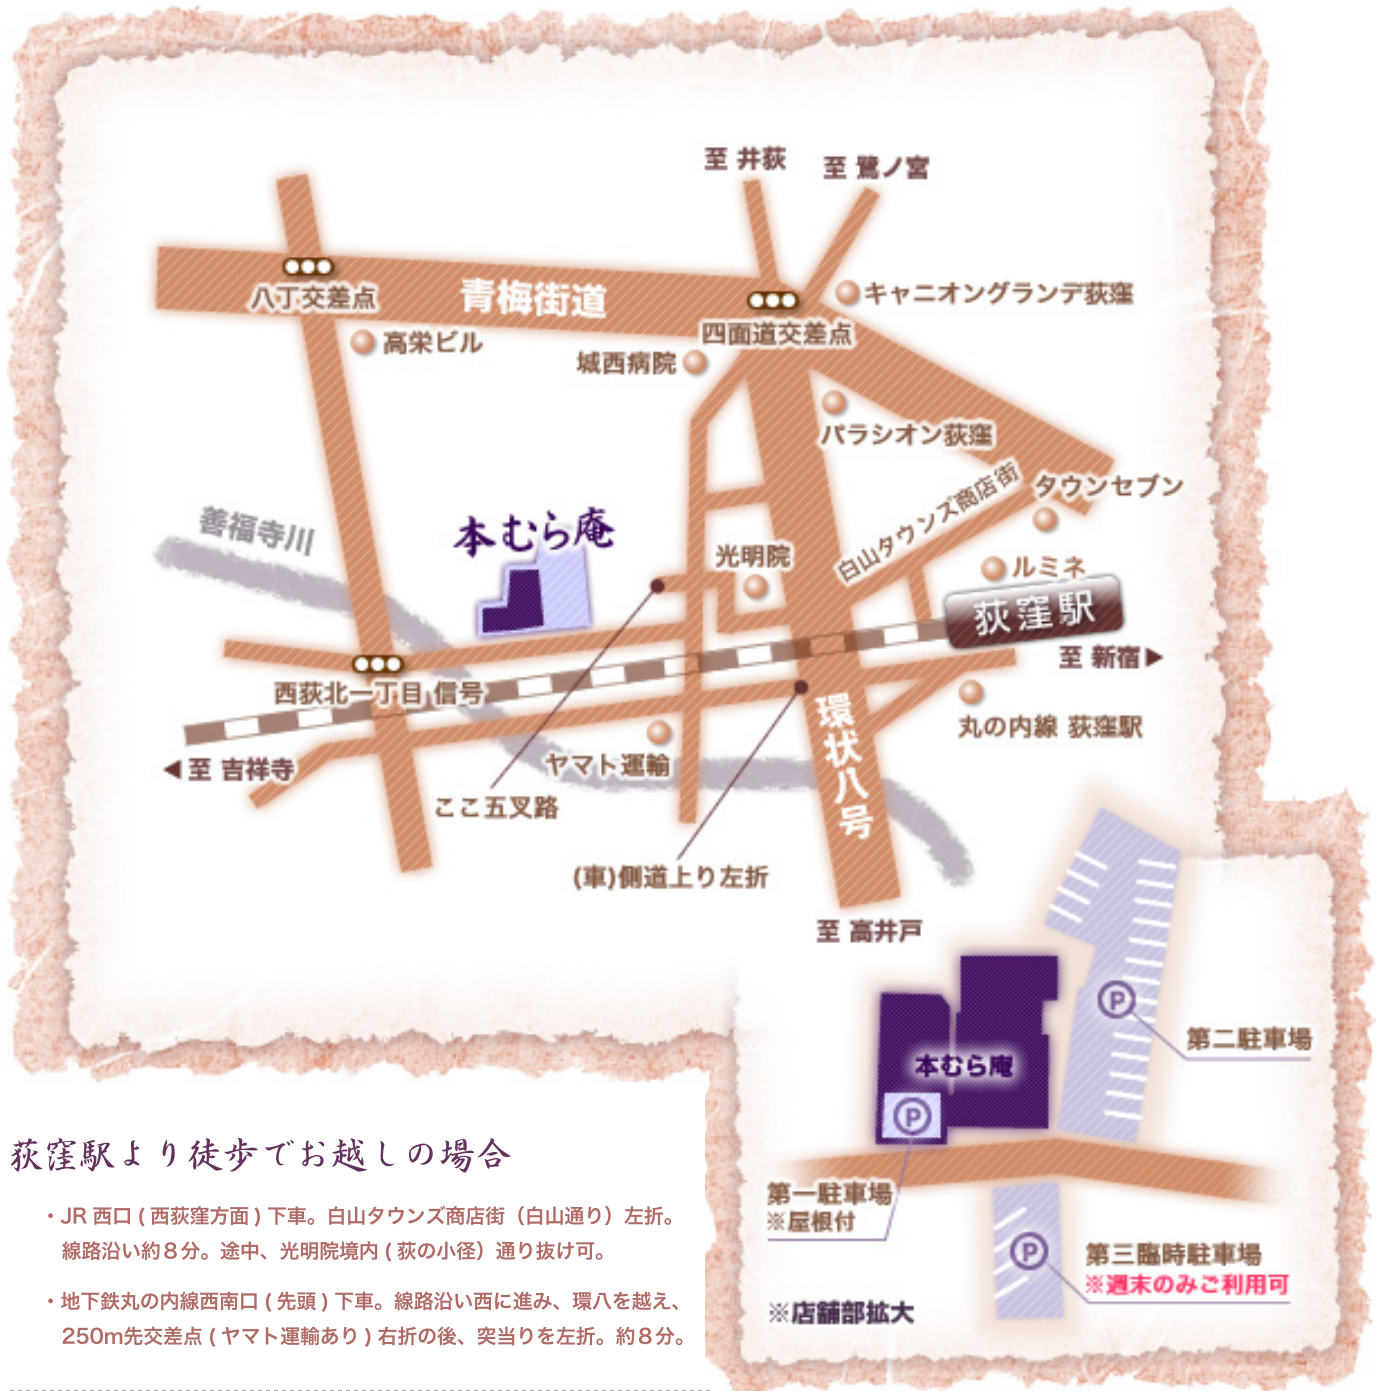 至 井荻
至 鷺ノ宮
八丁交差点
青梅街道
キャニオングランデ荻窪
四面道交差点
高栄ビル
城西病院
パラシオン荻窪
白山タウンズ商店街
タウンセブン
善福寺川
本むら庵
光明院
ルミネ
荻窪駅
至 新宿▶
西荻北一丁目 信号
丸の内線 荻窪駅
環状八号
◀至 吉祥寺
ヤマト運輸
ここ五叉路
(車)側道上り左折
至 高井戸
P
第二駐車場
本むら庵
P
第一駐車場
※屋根付
P
第三臨時駐車場
※週末のみご利用可
※店舗部拡大
荻窪駅より徒歩でお越しの場合
・JR 西口 ( 西荻窪方面 ) 下車。白山タウンズ商店街（白山通り）左折。
線路沿い約８分。途中、光明院境内 ( 荻の小径）通り抜け可。
・地下鉄丸の内線西南口 ( 先頭 ) 下車。線路沿い西に進み、環八を越え、
250m先交差点 ( ヤマト運輸あり ) 右折の後、突当りを左折。約８分。